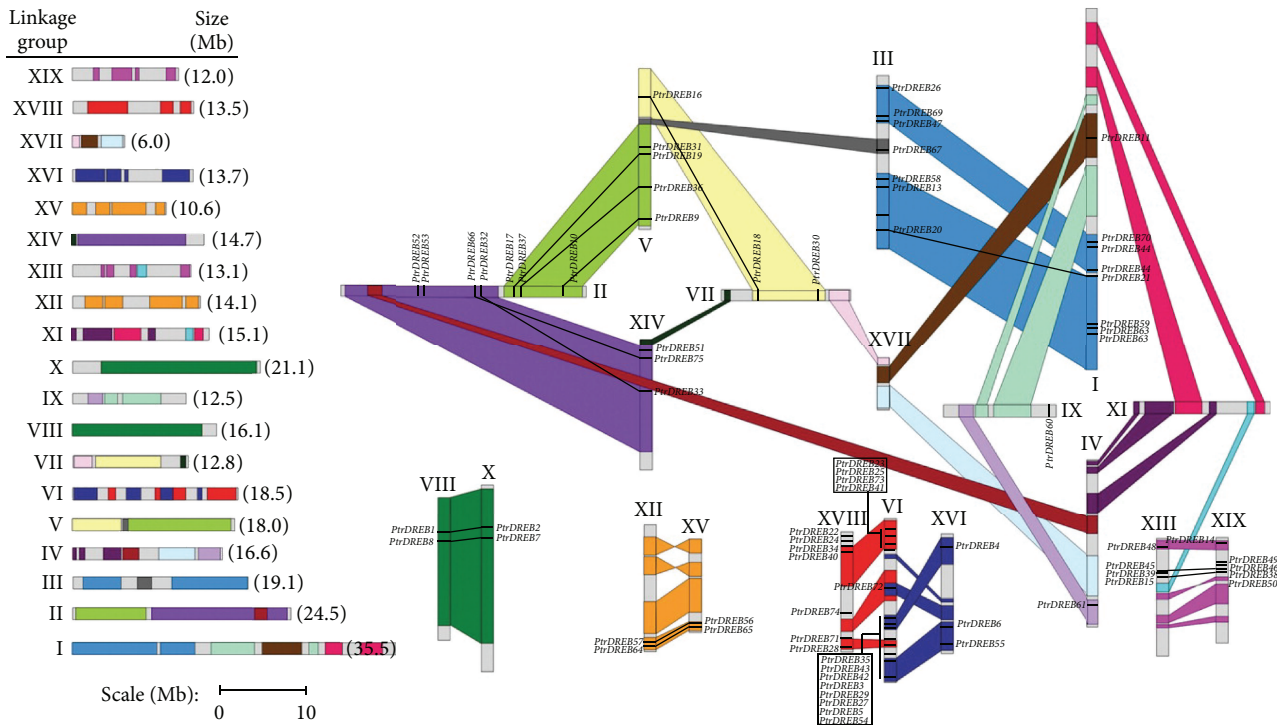 Linkage group
Size (Mb)
XIX (12.0)
XVIII (13.5)
XVII (6.0)
XVI (13.7)
XV (10.6)
XIV (14.7)
XIII (13.1)
XII (14.1)
XI (15.1)
X (21.1)
IX (12.5)
VIII (16.1)
VII (12.8)
VI (18.5)
V (18.0)
IV (16.6)
III (19.1)
II (24.5)
I (35.5)
Scale (Mb):
0 10
PtrDREB16
PtrDREB31
PtrDREB19
PtrDREB36
PtrDREB9
V
PtrDREB52
PtrDREB53
PtrDREB66
PtrDREB32
PtrDREB17
PtrDREB37
II
VII
PtrDREB18
PtrDREB30
XIV
PtrDREB51
PtrDREB75
PtrDREB33
III
PtrDREB26
PtrDREB69
PtrDREB47
PtrDREB67
PtrDREB58
PtrDREB13
PtrDREB20
PtrDREB11
PtrDREB70
PtrDREB44
PtrDREB44
PtrDREB21
PtrDREB59
PtrDREB63
PtrDREB63
I
XVII
IX
PtrDREB60
XI
IV
PtrDREB61
VIII
X
PtrDREB1
PtrDREB8
PtrDREB2
PtrDREB7
XII
XV
PtrDREB56
PtrDREB65
PtrDREB57
PtrDREB64
PtrDREB25
PtrDREB73
PtrDREB41
XVIII
VI
XVI
PtrDREB22
PtrDREB24
PtrDREB34
PtrDREB40
PtrDREB72
PtrDREB74
PtrDREB71
PtrDREB28
PtrDREB4
PtrDREB6
PtrDREB55
PtrDREB35
PtrDREB43
PtrDREB42
PtrDREB3
PtrDREB29
PtrDREB27
PtrDREB5
PtrDREB54
XIII
XIX
PtrDREB48
PtrDREB14
PtrDREB45
PtrDREB39
PtrDREB15
PtrDREB49
PtrDREB46
PtrDREB38
PtrDREB50